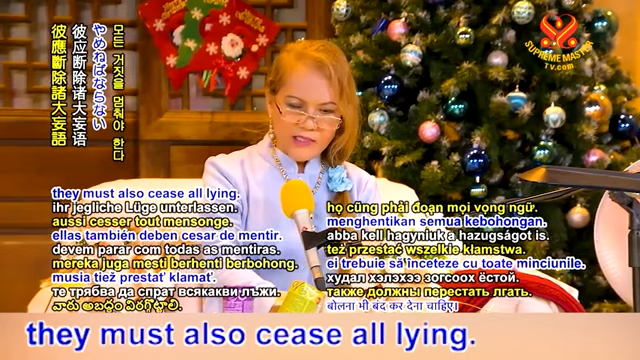 SUPREME MASTER
TV.com
모든 거짓을 멈춰야 한다
やめねばならない
彼应断除诸大妄语
彼應斷除諸大妄語
they must also cease all lying.
ihr jegliche Lüge unterlassen.
aussi cesser tout mensonge.
ellas también deben cesar de mentir.
devem parar com todas as mentiras.
mereka juga mesti berhenti berbohong.
musia tiež prestať klamať.
те трябва да спрат всякакви лъжи.
వారు అబద్ధం విరగ్గొట్టాలి.
họ cũng phải đoạn mọi vọng ngữ.
menghentikan semua kebohongan.
abba kell hagyniuk a hazugságot is.
też przestać wszelkie kłamstwa.
ei trebuie să înceteze cu toate minciunile.
худал хэлэхээ зогсоох ёстой.
также должны перестать лгать.
बोलना भी बंद कर देना चाहिए।
they must also cease all lying.